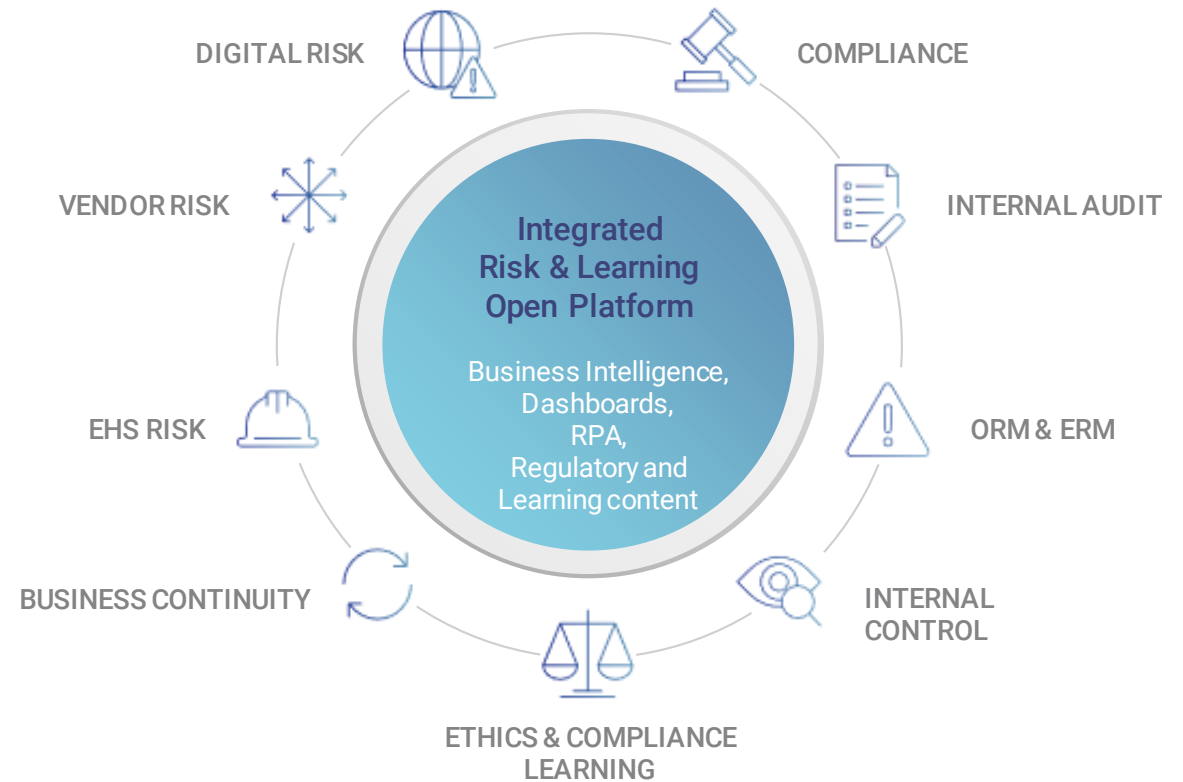 DIGITAL RISK
COMPLIANCE
VENDOR RISK
INTERNAL AUDIT
Integrated
Risk & Learning
Open Platform
Business Intelligence,
Dashboards,
RPA,
Regulatory and
Learning content
EHS RISK
ORM & ERM
BUSINESS CONTINUITY
INTERNAL
CONTROL
ETHICS & COMPLIANCE
LEARNING